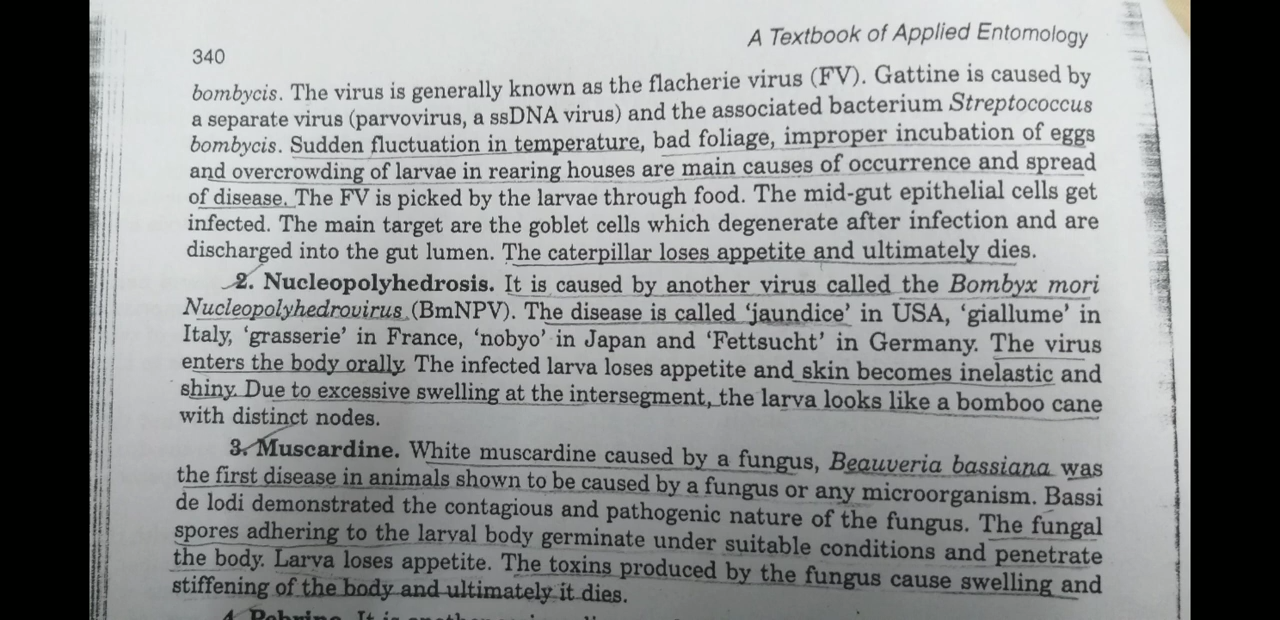 340
A Textbook of Applied Entomology
bombycis. The virus is generally known as the flacherie virus (FV). Gattine is caused by
a separate virus (parvovirus, a ssDNA virus) and the associated bacterium Streptococcus
bombycis. Sudden fluctuation in temperature, bad foliage, improper incubation of eggs
and overcrowding of larvae in rearing houses are main causes of occurrence and spread
of disease. The FV is picked by the larvae through food. The mid-gut epithelial cells get
infected. The main target are the goblet cells which degenerate after infection and are
discharged into the gut lumen. The caterpillar loses appetite and ultimately dies.
2. Nucleopolyhedrosis. It is caused by another virus called the Bombyx mori
Nucleopolyhedrovirus (BmNPV). The disease is called ‘jaundice’ in USA, ‘giallume’ in
Italy, ‘grasserie’ in France, ‘nobyo’ in Japan and ‘Fettsucht’ in Germany. The virus
enters the body orally. The infected larva loses appetite and skin becomes inelastic and
shiny. Due to excessive swelling at the intersegment, the larva looks like a bomboo cane
with distinct nodes.
3. Muscardine. White muscardine caused by a fungus, Beauveria bassiana was
the first disease in animals shown to be caused by a fungus or any microorganism. Bassi
de lodi demonstrated the contagious and pathogenic nature of the fungus. The fungal
spores adhering to the larval body germinate under suitable conditions and penetrate
the body. Larva loses appetite. The toxins produced by the fungus cause swelling and
stiffening of the body and ultimately it dies.
4. Pebrine. It is